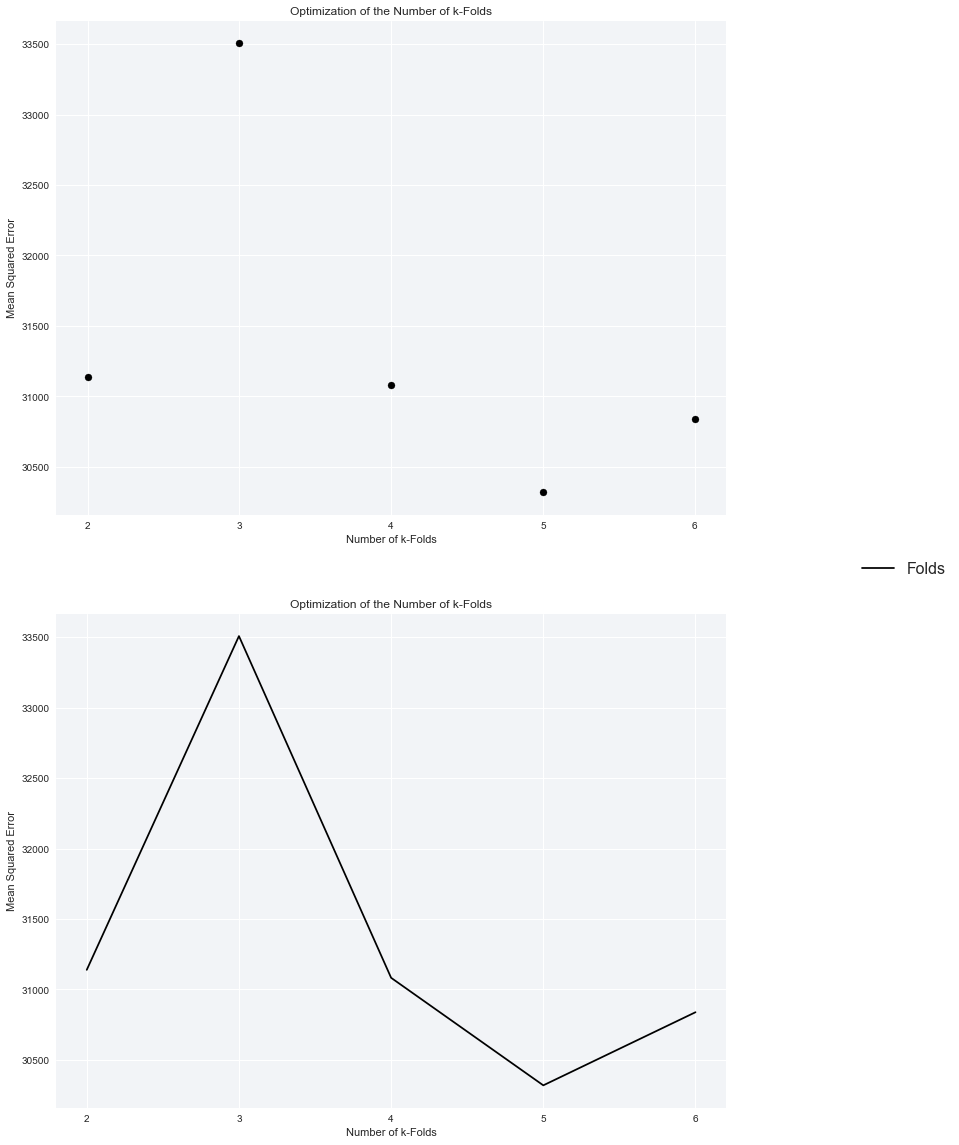 Optimization of the Number of k-Folds
33500
33000
32500
32000
31500
31000
30500
Mean Squared Error
2 3 4 5 6
Number of k-Folds
Folds
Optimization of the Number of k-Folds
33500
33000
32500
32000
31500
31000
30500
Mean Squared Error
2 3 4 5 6
Number of k-Folds